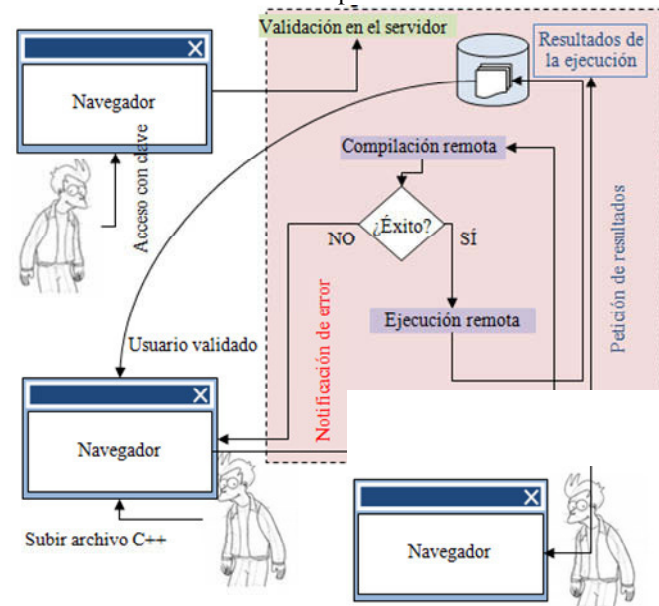 Validación en el servidor
Resultados de
la ejecución
Navegador
Acceso con clave
Compilación remota
¿Éxito?
NO
SÍ
Ejecución remota
Petición de resultados
Notificación de error
Usuario validado
Navegador
Subir archivo C++
Navegador